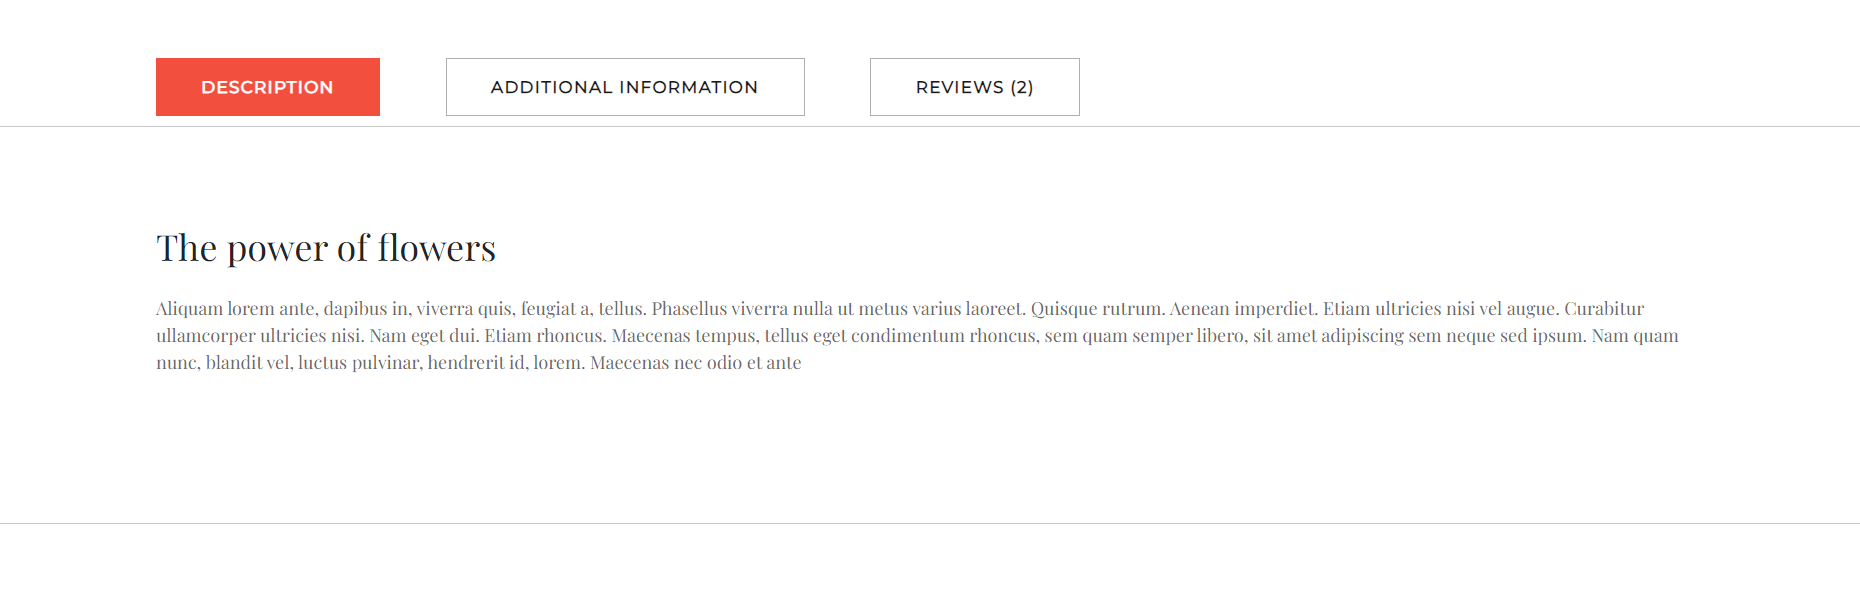 DESCRIPTION
ADDITIONAL INFORMATION
REVIEWS (2)
The power of flowers
Aliquam lorem ante, dapibus in, viverra quis, feugiat a, tellus. Phasellus viverra nulla ut metus varius laoreet. Quisque rutrum. Aenean imperdiet. Etiam ultricies nisi vel augue. Curabitur
ullamcorper ultricies nisi. Nam eget dui. Etiam rhoncus. Maecenas tempus, tellus eget condimentum rhoncus, sem quam semper libero, sit amet adipiscing sem neque sed ipsum. Nam quam
nunc, blandit vel, luctus pulvinar, hendrerit id, lorem. Maecenas nec odio et ante